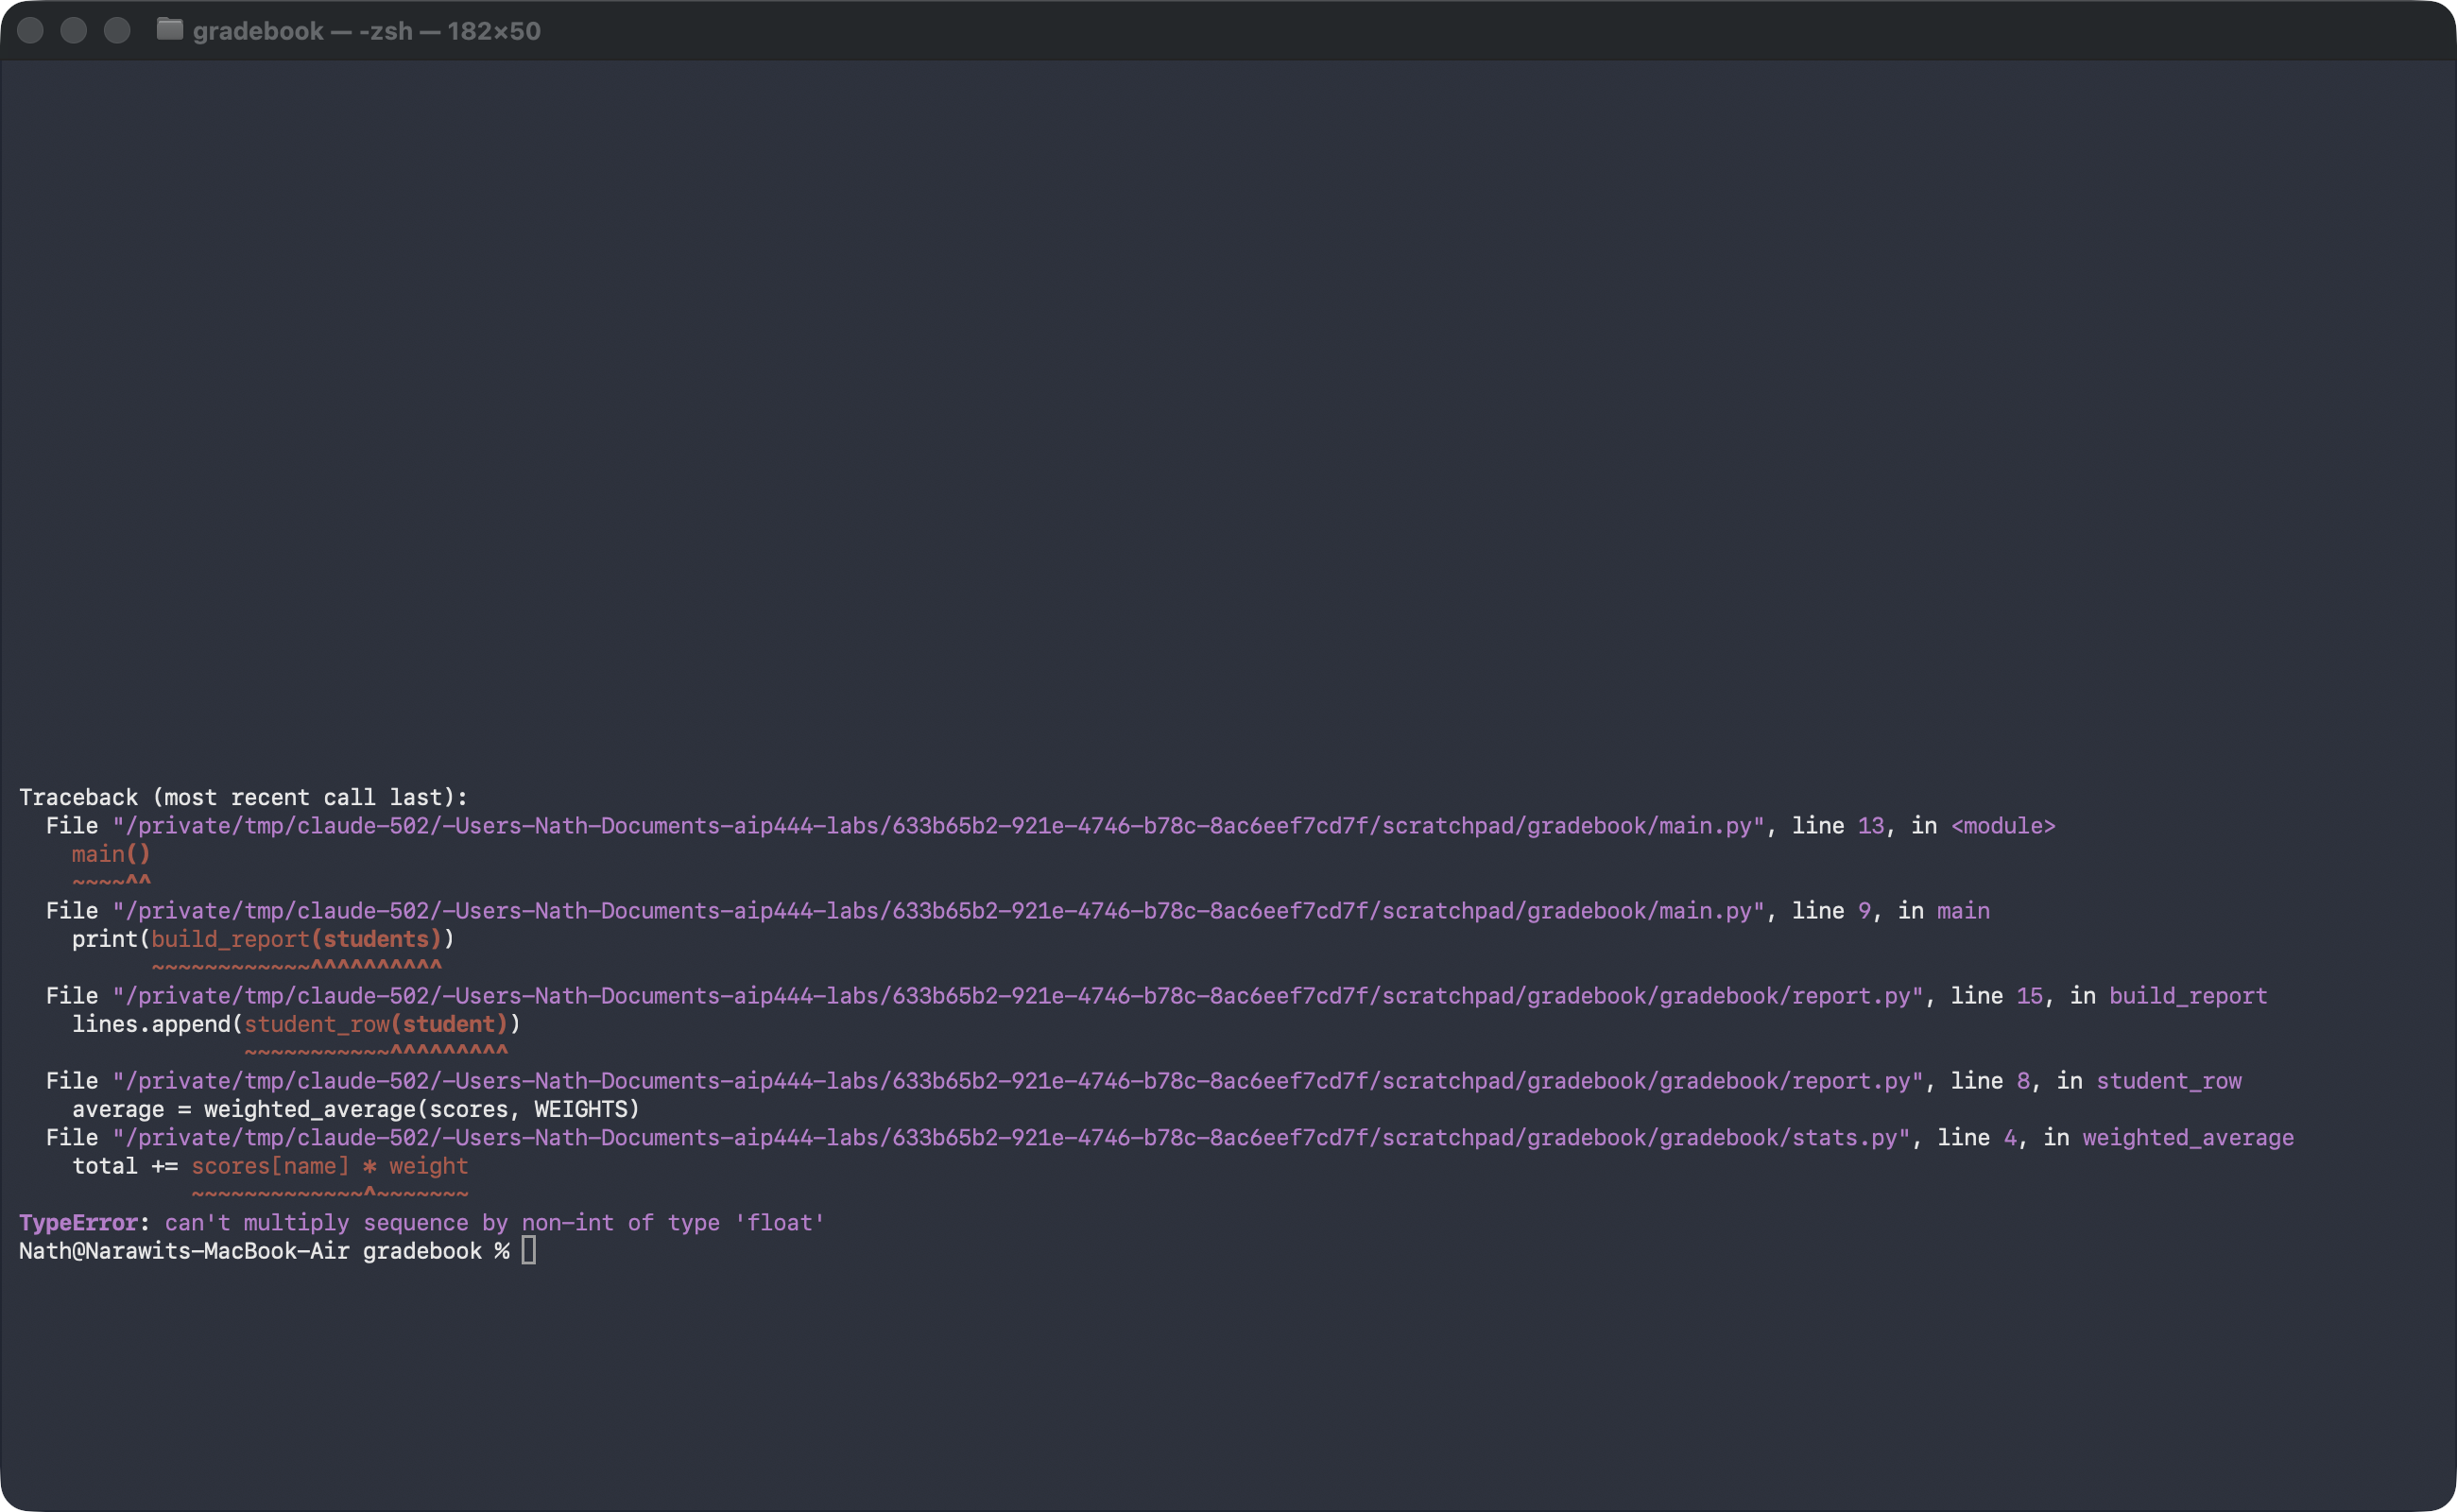 gradebook — -zsh — 182×50
Traceback (most recent call last):
  File "/private/tmp/claude-502/-Users-Nath-Documents-aip444-labs/633b65b2-921e-4746-b78c-8ac6eef7cd7f/scratchpad/gradebook/main.py", line 13, in <module>
    main()
    ~~~~^^
  File "/private/tmp/claude-502/-Users-Nath-Documents-aip444-labs/633b65b2-921e-4746-b78c-8ac6eef7cd7f/scratchpad/gradebook/main.py", line 9, in main
    print(build_report(students))
          ~~~~~~~~~~~~^^^^^^^^^^
  File "/private/tmp/claude-502/-Users-Nath-Documents-aip444-labs/633b65b2-921e-4746-b78c-8ac6eef7cd7f/scratchpad/gradebook/gradebook/report.py", line 15, in build_report
    lines.append(student_row(student))
                 ~~~~~~~~~~~^^^^^^^^^
  File "/private/tmp/claude-502/-Users-Nath-Documents-aip444-labs/633b65b2-921e-4746-b78c-8ac6eef7cd7f/scratchpad/gradebook/gradebook/report.py", line 8, in student_row
    average = weighted_average(scores, WEIGHTS)
  File "/private/tmp/claude-502/-Users-Nath-Documents-aip444-labs/633b65b2-921e-4746-b78c-8ac6eef7cd7f/scratchpad/gradebook/gradebook/stats.py", line 4, in weighted_average
    total += scores[name] * weight
             ~~~~~~~~~~~~~^~~~~~~
TypeError: can't multiply sequence by non-int of type 'float'
Nath@Narawits-MacBook-Air gradebook %